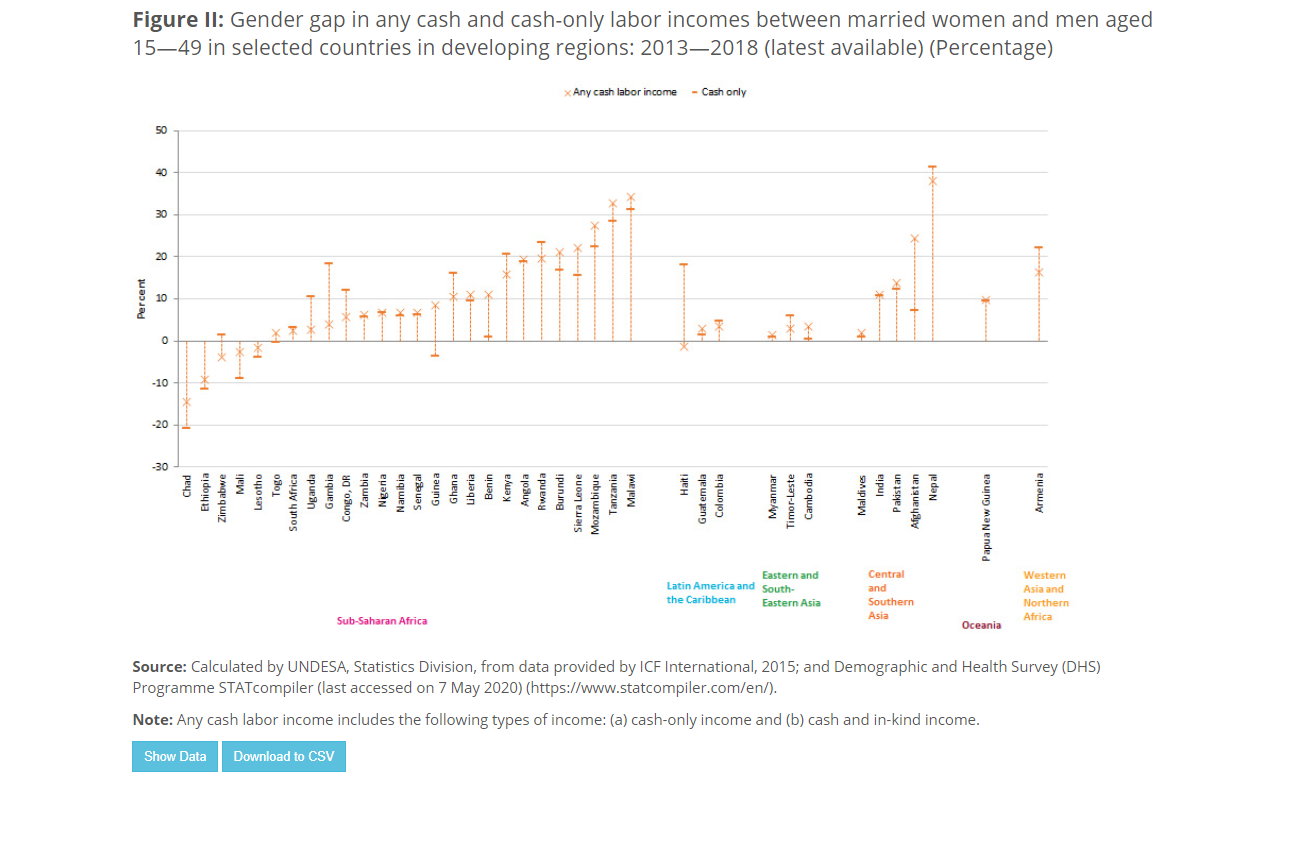 Figure II: Gender gap in any cash and cash-only labor incomes between married women and men aged
15—49 in selected countries in developing regions: 2013—2018 (latest available) (Percentage)
Any cash labor income
Cash only
50
40
30
20
10
0
-10
-20
-30
Percent
Chad
Ethiopia
Zimbabwe
Mali
Lesotho
Togo
South Africa
Uganda
Gambia
Congo, DR
Zambia
Nigeria
Namibia
Senegal
Guinea
Ghana
Liberia
Benin
Kenya
Angola
Rwanda
Burundi
Sierra Leone
Mozambique
Tanzania
Malawi
Haiti
Guatemala
Colombia
Myanmar
Timor-Leste
Cambodia
Maldives
India
Pakistan
Afghanistan
Nepal
Papua New Guinea
Armenia
Sub-Saharan Africa
Latin America and
the Caribbean
Eastern and
South-
Eastern Asia
Central
and
Southern
Asia
Oceania
Western
Asia and
Northern
Africa
Source: Calculated by UNDESA, Statistics Division, from data provided by ICF International, 2015; and Demographic and Health Survey (DHS)
Programme STATcompiler (last accessed on 7 May 2020) (https://www.statcompiler.com/en/).
Note: Any cash labor income includes the following types of income: (a) cash-only income and (b) cash and in-kind income.
Show Data
Download to CSV